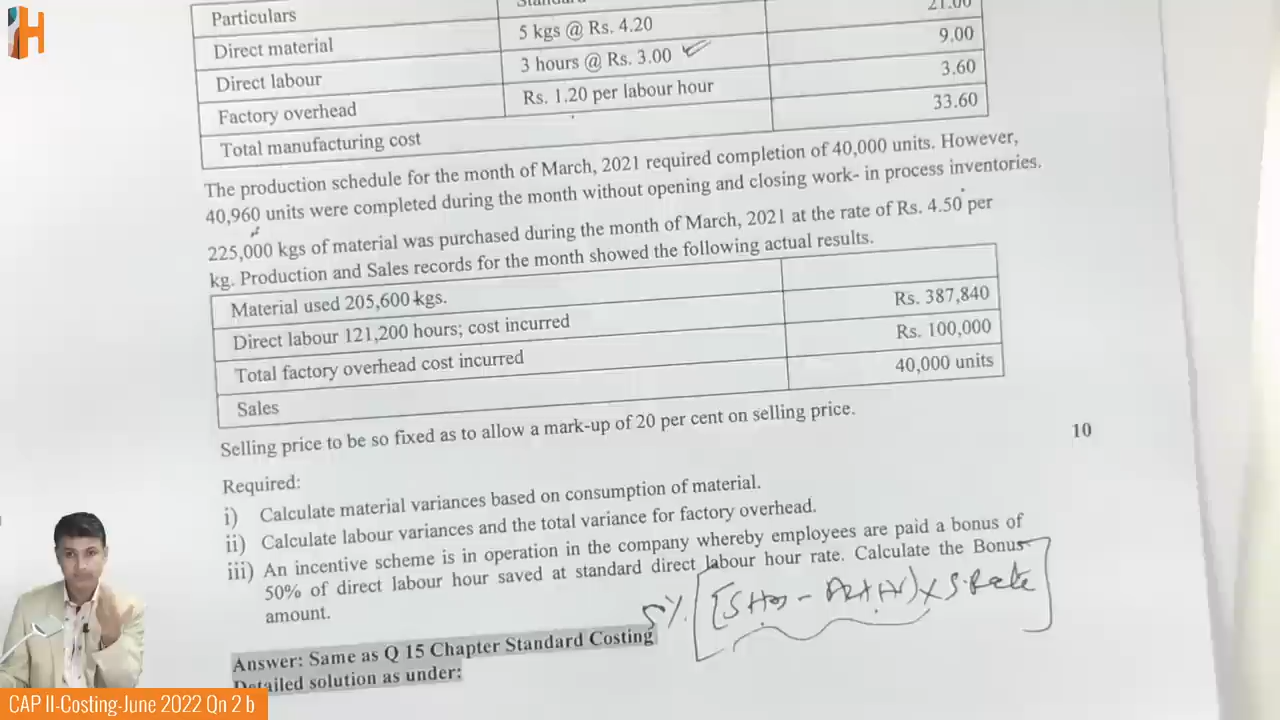 H
Particulars Standard 21.00
Direct material 5 kgs @ Rs. 4.20 9.00
Direct labour 3 hours @ Rs. 3.00 3.60
Factory overhead Rs. 1.20 per labour hour 33.60
Total manufacturing cost
The production schedule for the month of March, 2021 required completion of 40,000 units. However,
40,960 units were completed during the month without opening and closing work- in process inventories.
225,000 kgs of material was purchased during the month of March, 2021 at the rate of Rs. 4.50 per
kg. Production and Sales records for the month showed the following actual results.
Material used 205,600 kgs.
Direct labour 121,200 hours; cost incurred Rs. 387,840
Total factory overhead cost incurred Rs. 100,000
Sales 40,000 units
Selling price to be so fixed as to allow a mark-up of 20 per cent on selling price.
10
Required:
i) Calculate material variances based on consumption of material.
ii) Calculate labour variances and the total variance for factory overhead.
iii) An incentive scheme is in operation in the company whereby employees are paid a bonus of
50% of direct labour hour saved at standard direct labour hour rate. Calculate the Bonus
amount.
Answer: Same as Q 15 Chapter Standard Costing
Detailed solution as under:
CAP II-Costing-June 2022 Qn 2 b